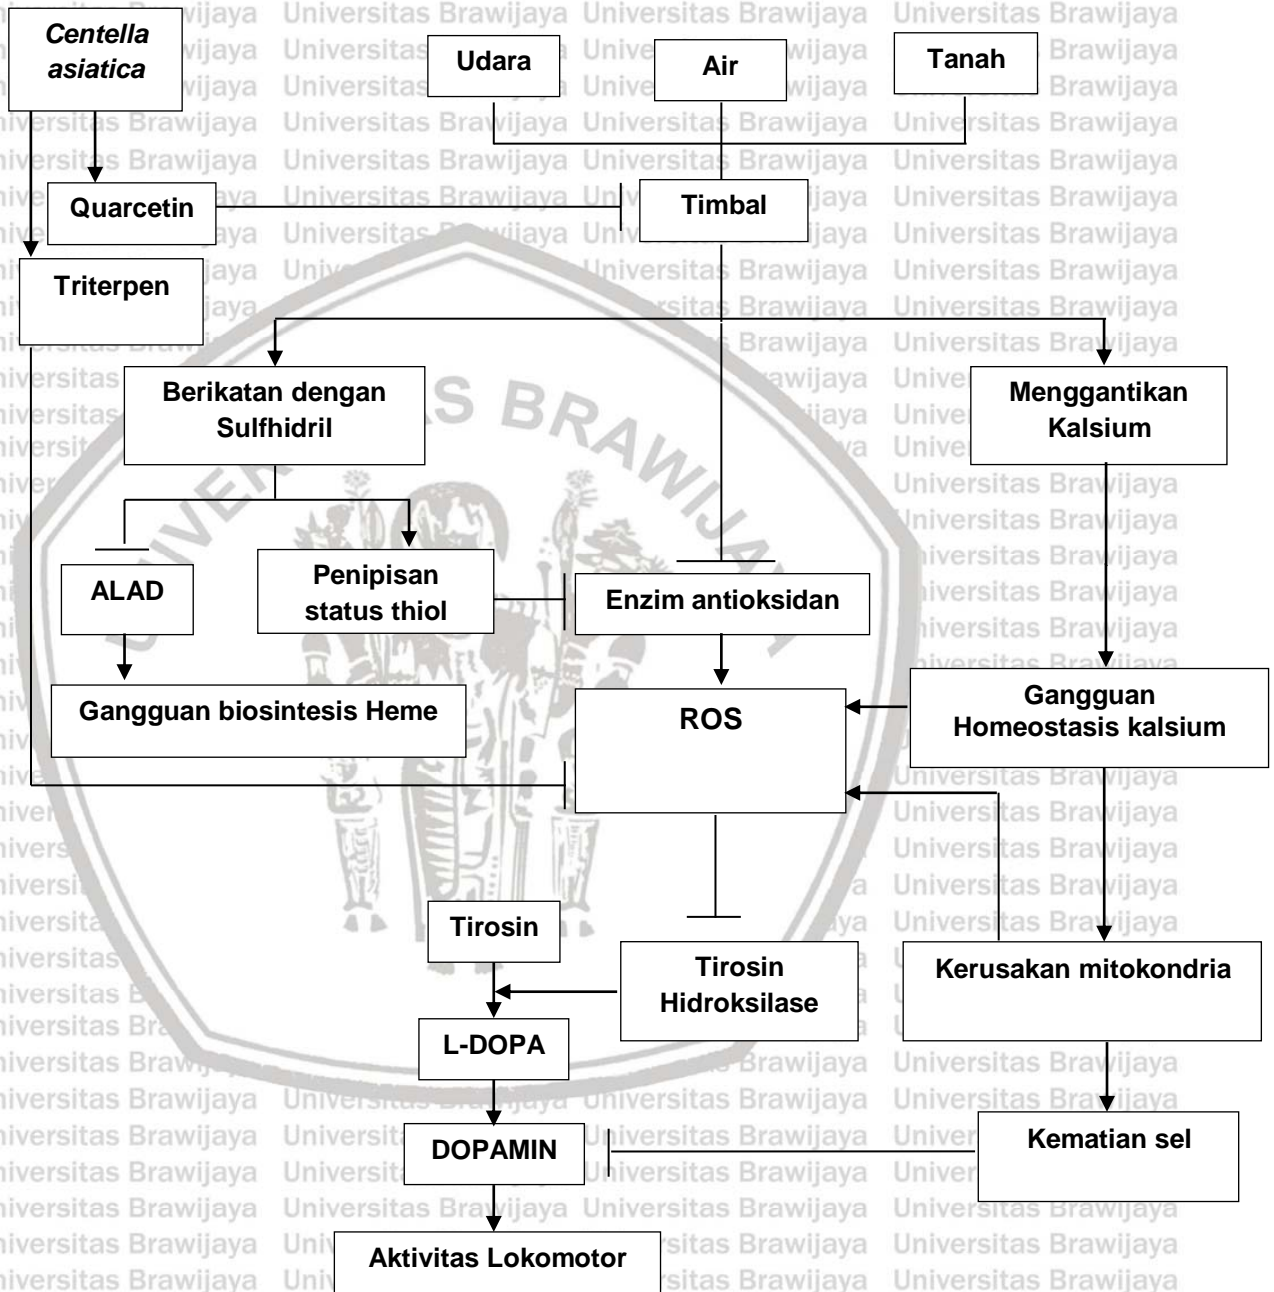 Centella
asiatica
Udara
Air
Tanah
Quarcetin
Timbal
Triterpen
Berikatan dengan
Sulfhidril
Menggantikan
Kalsium
ALAD
Penipisan
status thiol
Enzim antioksidan
Gangguan biosintesis Heme
ROS
Gangguan
Homeostasis kalsium
Tirosin
Tirosin
Hidroksilase
Kerusakan mitokondria
L-DOPA
DOPAMIN
Kematian sel
Aktivitas Lokomotor